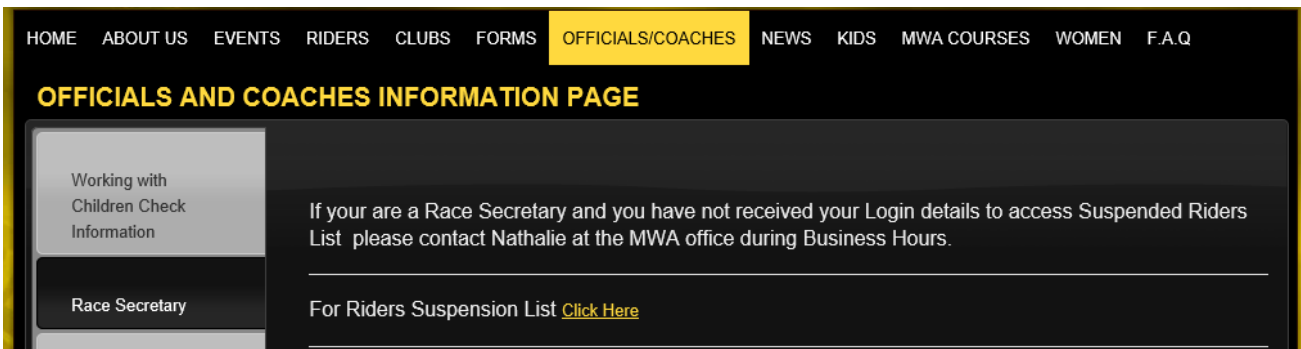 HOME ABOUT US EVENTS RIDERS CLUBS FORMS OFFICIALS/COACHES NEWS KIDS MWA COURSES WOMEN F.A.Q
OFFICIALS AND COACHES INFORMATION PAGE
Working with
Children Check
Information
If your are a Race Secretary and you have not received your Login details to access Suspended Riders
List please contact Nathalie at the MWA office during Business Hours.
Race Secretary
For Riders Suspension List Click Here